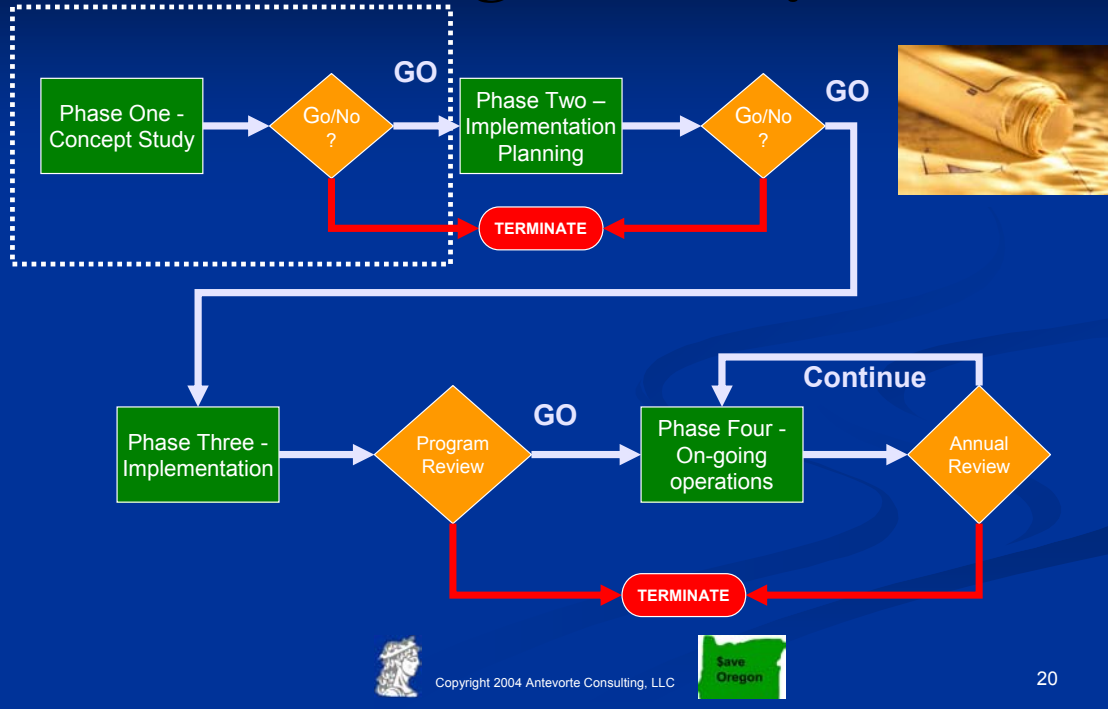 GO
GO
Phase One -
Concept Study
Go/No
?
Phase Two –
Implementation
Planning
Go/No
?
TERMINATE
Continue
GO
Phase Three -
Implementation
Program
Review
Phase Four -
On-going
operations
Annual
Review
TERMINATE
Copyright 2004 Antevorte Consulting, LLC
$ave
Oregon
20